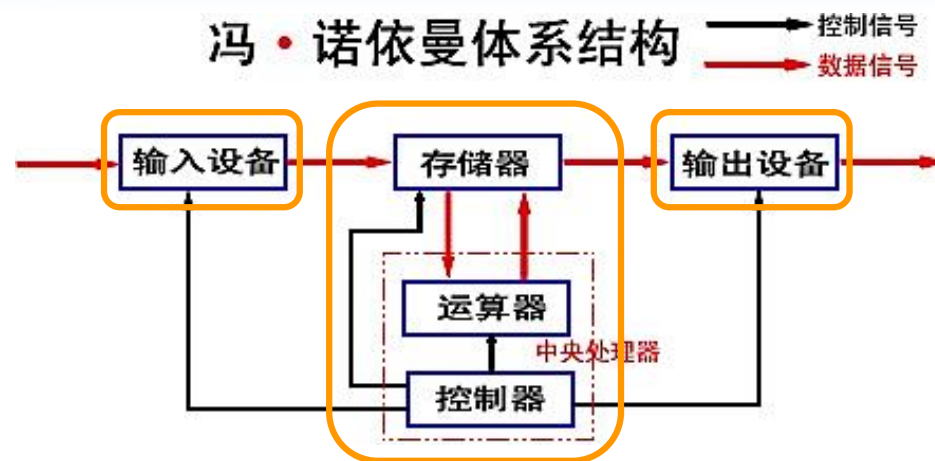 冯·诺依曼体系结构
控制信号
数据信号
输入设备
存储器
输出设备
运算器
中央处理器
控制器